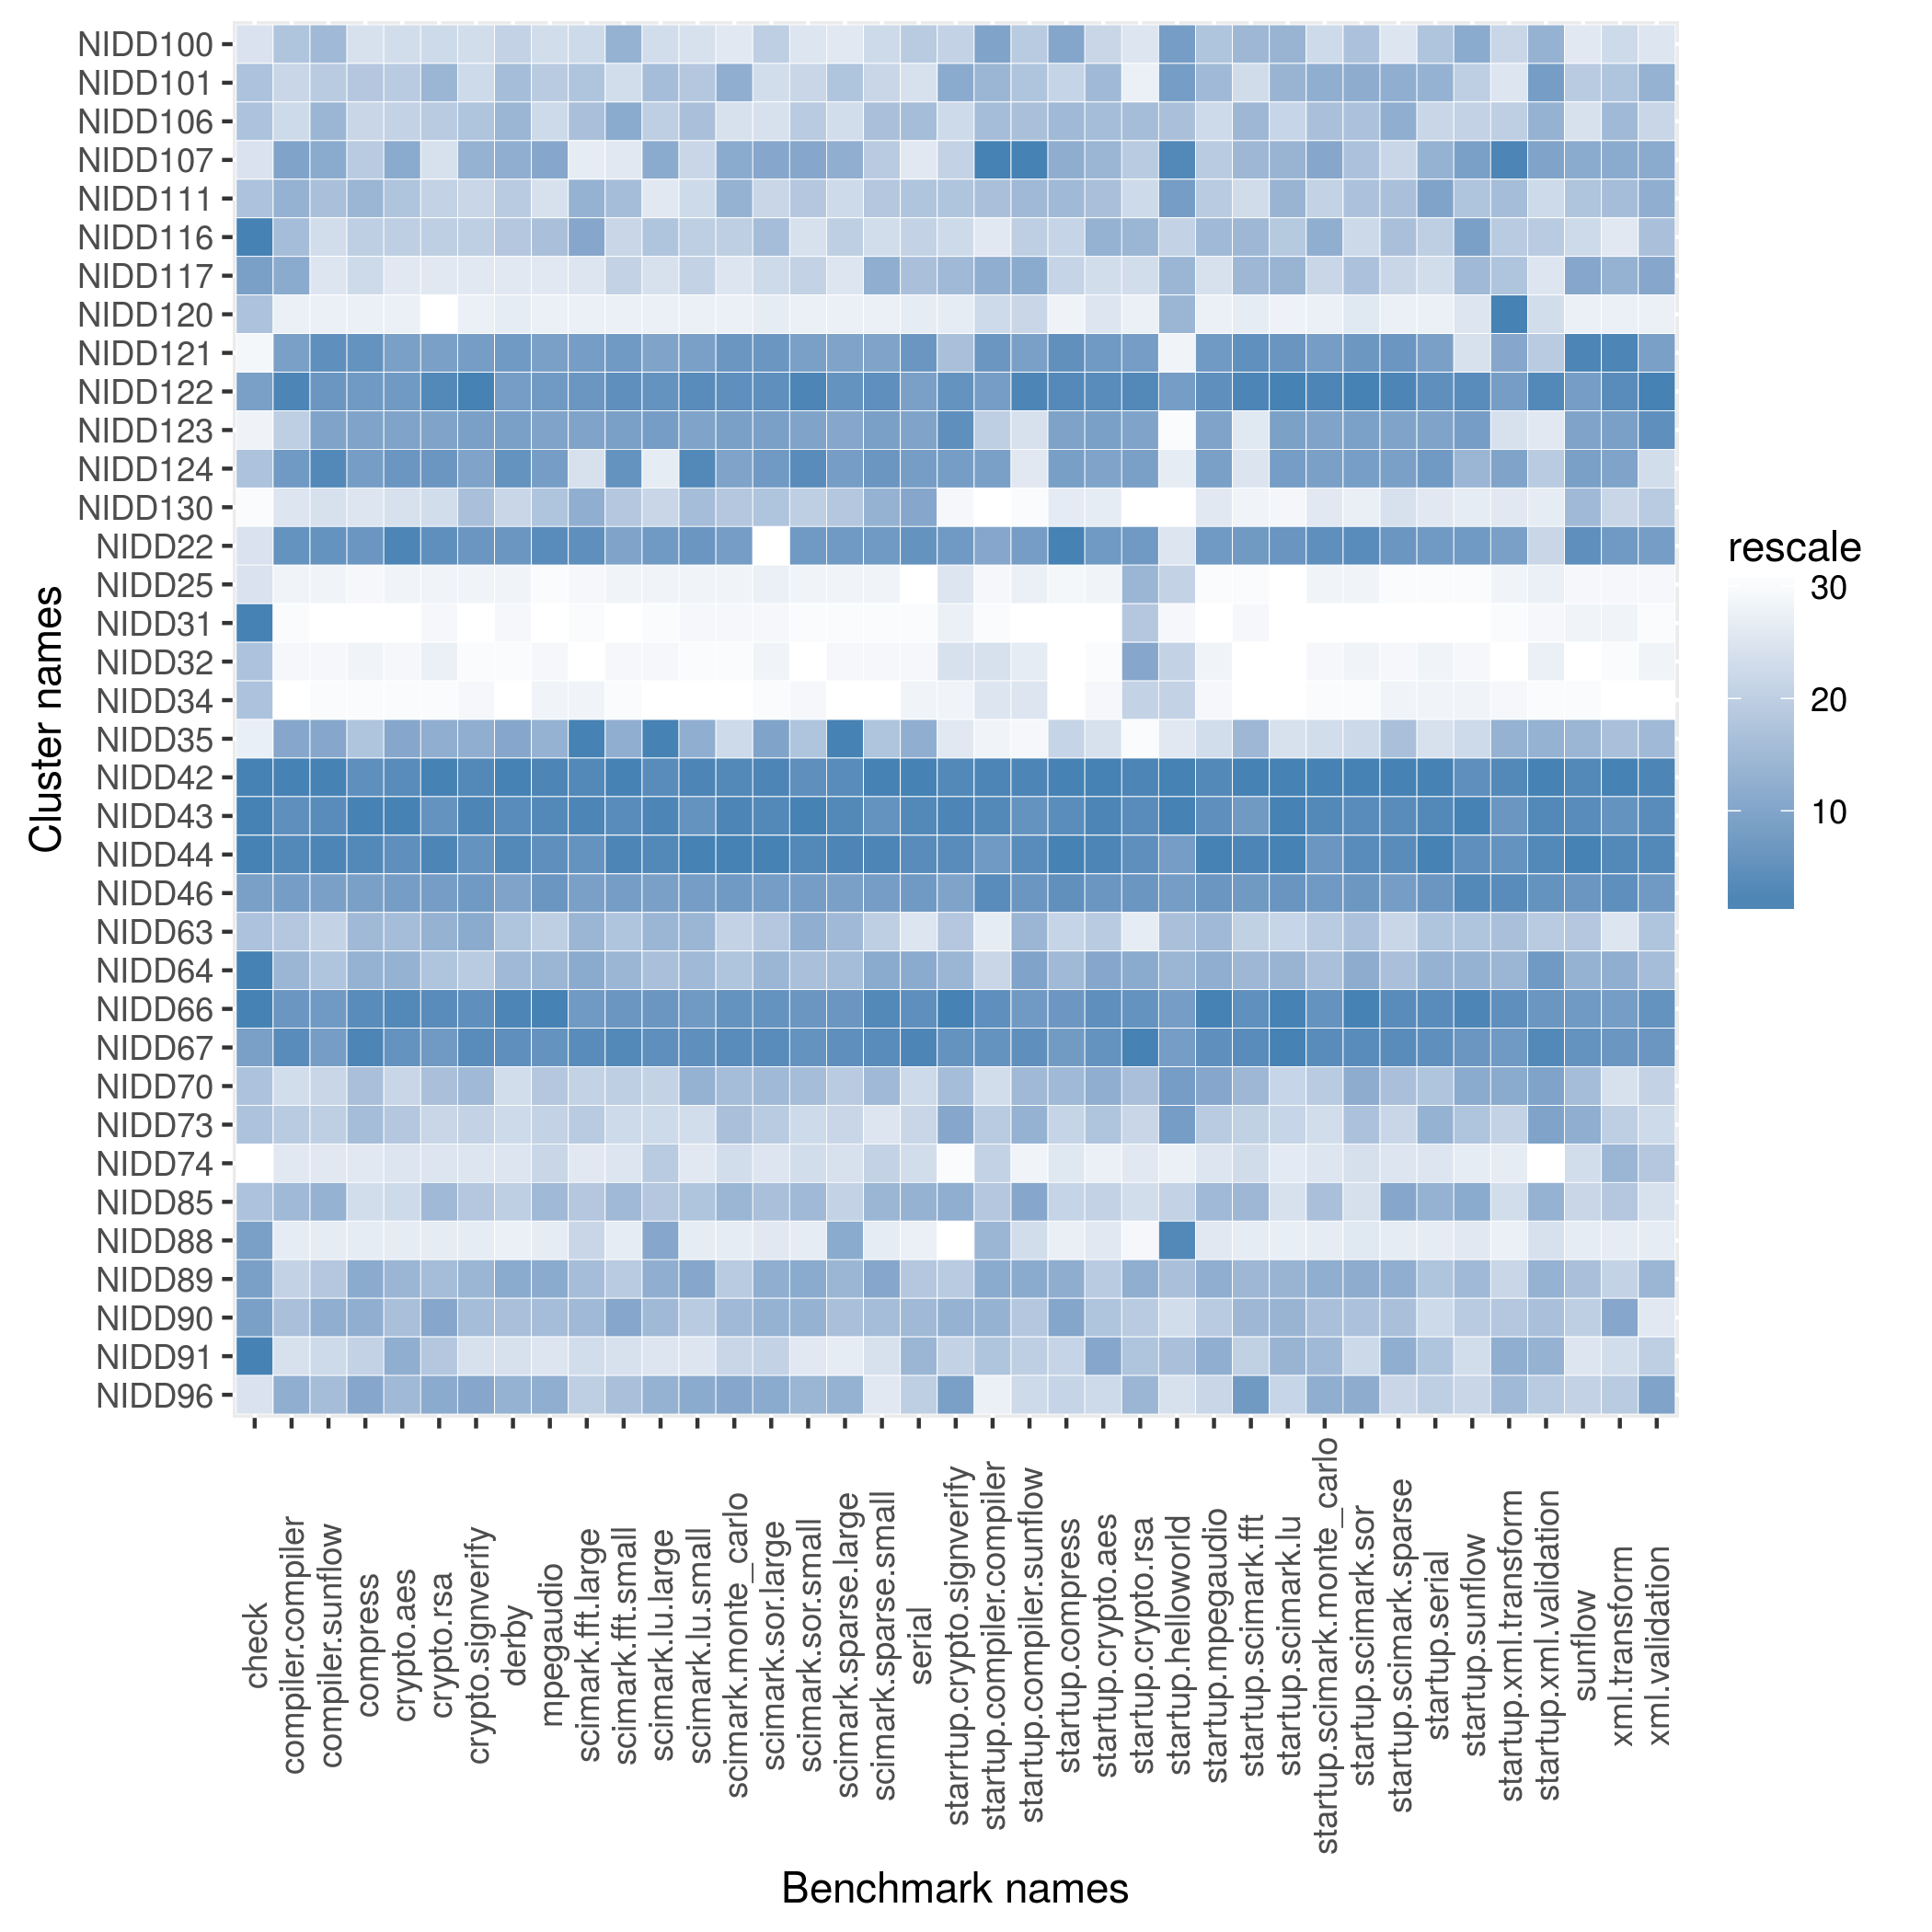 NIDD100
NIDD101
NIDD106
NIDD107
NIDD111
NIDD116
NIDD117
NIDD120
NIDD121
NIDD122
NIDD123
NIDD124
NIDD130
NIDD22
NIDD25
NIDD31
NIDD32
NIDD34
NIDD35
NIDD42
NIDD43
NIDD44
NIDD46
NIDD63
NIDD64
NIDD66
NIDD67
NIDD70
NIDD73
NIDD74
NIDD85
NIDD88
NIDD89
NIDD90
NIDD91
NIDD96
Cluster names
rescale
30
20
10
check
compiler.compiler
compiler.sunflow
compress
crypto.aes
crypto.rsa
crypto.signverify
derby
mpegaudio
scimark.fft.large
scimark.fft.small
scimark.lu.large
scimark.lu.small
scimark.monte_carlo
scimark.sor.large
scimark.sor.small
scimark.sparse.large
scimark.sparse.small
serial
starrtup.crypto.signverify
startup.compiler.compiler
startup.compiler.sunflow
startup.compress
startup.crypto.aes
startup.crypto.rsa
startup.helloworld
startup.mpegaudio
startup.scimark.fft
startup.scimark.lu
startup.scimark.monte_carlo
startup.scimark.sor
startup.scimark.sparse
startup.serial
startup.sunflow
startup.xml.transform
startup.xml.validation
sunflow
xml.transform
xml.validation
Benchmark names